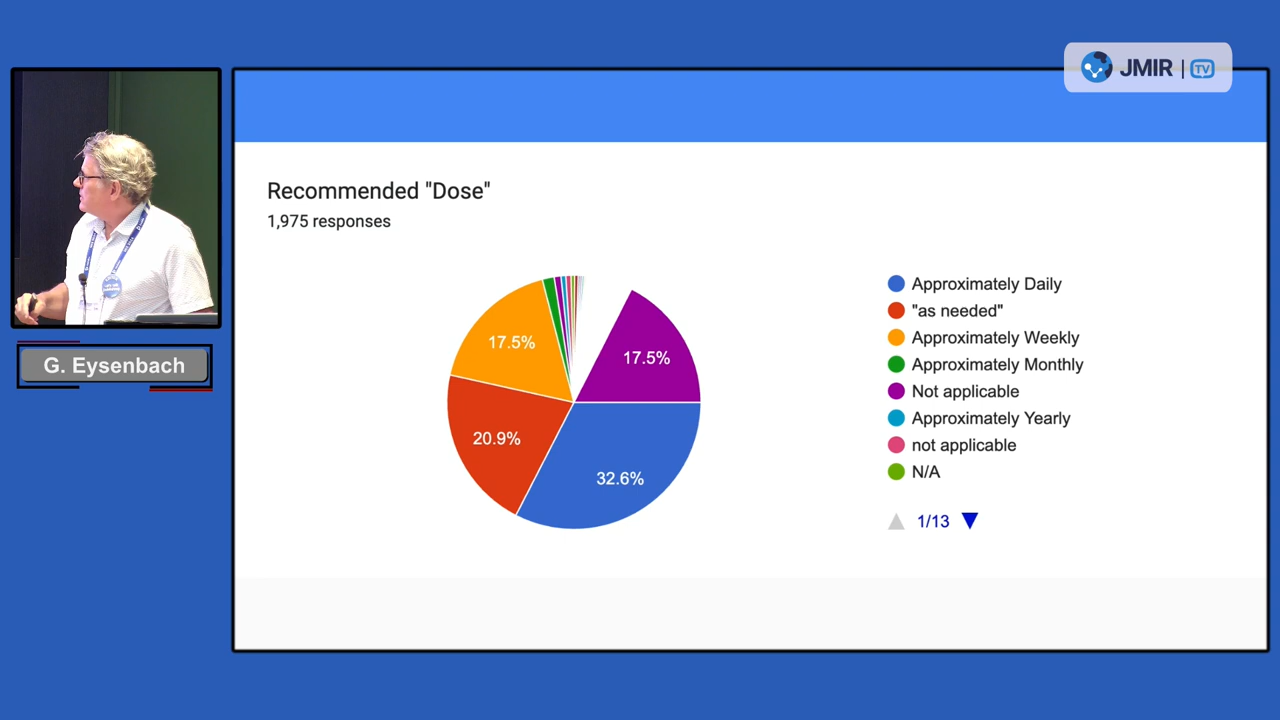 JMIR | TV
G. Eysenbach
Recommended "Dose"
1,975 responses
17.5%
17.5%
20.9%
32.6%
Approximately Daily
"as needed"
Approximately Weekly
Approximately Monthly
Not applicable
Approximately Yearly
not applicable
N/A
1/13